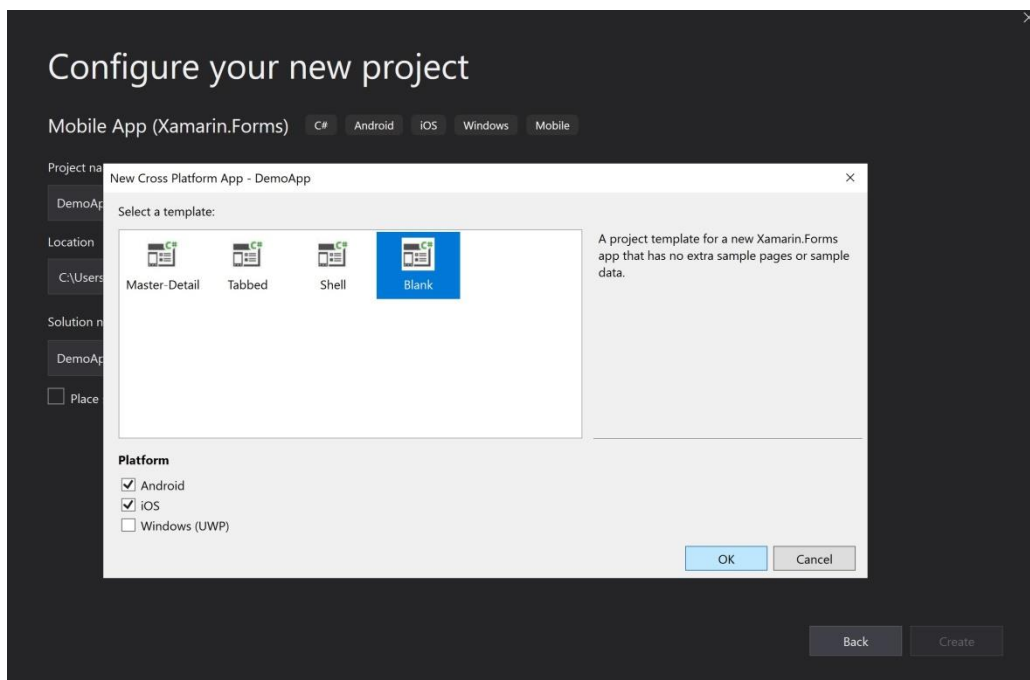 Configure your new project
Mobile App (Xamarin.Forms) C# Android iOS Windows Mobile
Project na
DemoAp
Location
C:\Users
Solution n
DemoAp
Place
New Cross Platform App - DemoApp
Select a template:
C# C# C# C#
Master-Detail Tabbed Shell Blank
A project template for a new Xamarin.Forms
app that has no extra sample pages or sample
data.
Platform
Android
iOS
Windows (UWP)
OK Cancel
Back Create